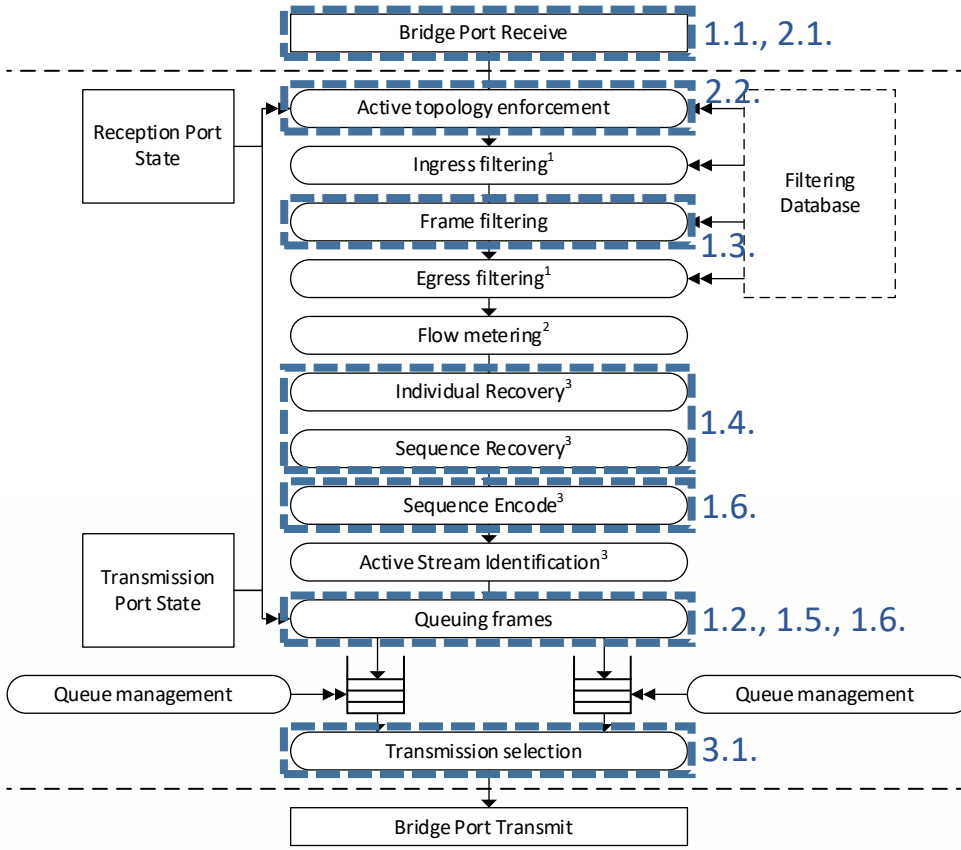 Bridge Port Receive
1.1., 2.1.
2.2.
Active topology enforcement
Reception Port
State
Ingress filtering¹
Filtering
Database
Frame filtering
1.3.
Egress filtering¹
Flow metering²
Individual Recovery³
1.4.
Sequence Recovery³
Sequence Encode³
1.6.
Active Stream Identification³
Transmission
Port State
Queuing frames
1.2., 1.5., 1.6.
Queue management
Queue management
Transmission selection
3.1.
Bridge Port Transmit